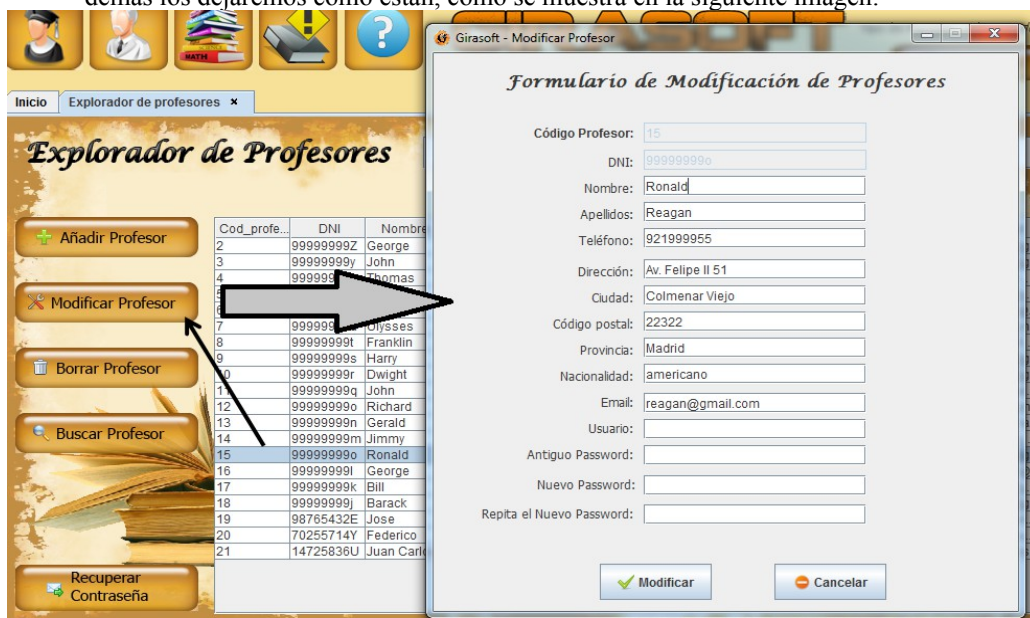 demás los dejaremos como están, como se muestra en la siguiente imagen:
MATH
?
Girasoft - Modificar Profesor
Formulario de Modificación de Profesores
Inicio
Explorador de profesores
Explorador de Profesores
Añadir Profesor
Modificar Profesor
Borrar Profesor
Buscar Profesor
Recuperar
Contraseña
Cod_profe... DNI Nombre
2 99999999Z George
3 99999999y John
4 Thomas
7 Ulysses
8 99999999t Franklin
9 99999999s Harry
10 99999999r Dwight
11 99999999q John
12 99999999o Richard
13 99999999n Gerald
14 99999999m Jimmy
15 99999999o Ronald
16 99999999l George
17 99999999k Bill
18 99999999j Barack
19 98765432E Jose
20 70255714Y Federico
21 14725836U Juan Carlo
Código Profesor: 15
DNI: 99999999o
Nombre: Ronald
Apellidos: Reagan
Teléfono: 921999955
Dirección: Av. Felipe II 51
Ciudad: Colmenar Viejo
Código postal: 22322
Provincia: Madrid
Nacionalidad: americano
Email: reagan@gmail.com
Usuario:
Antiguo Password:
Nuevo Password:
Repita el Nuevo Password:
Modificar
Cancelar